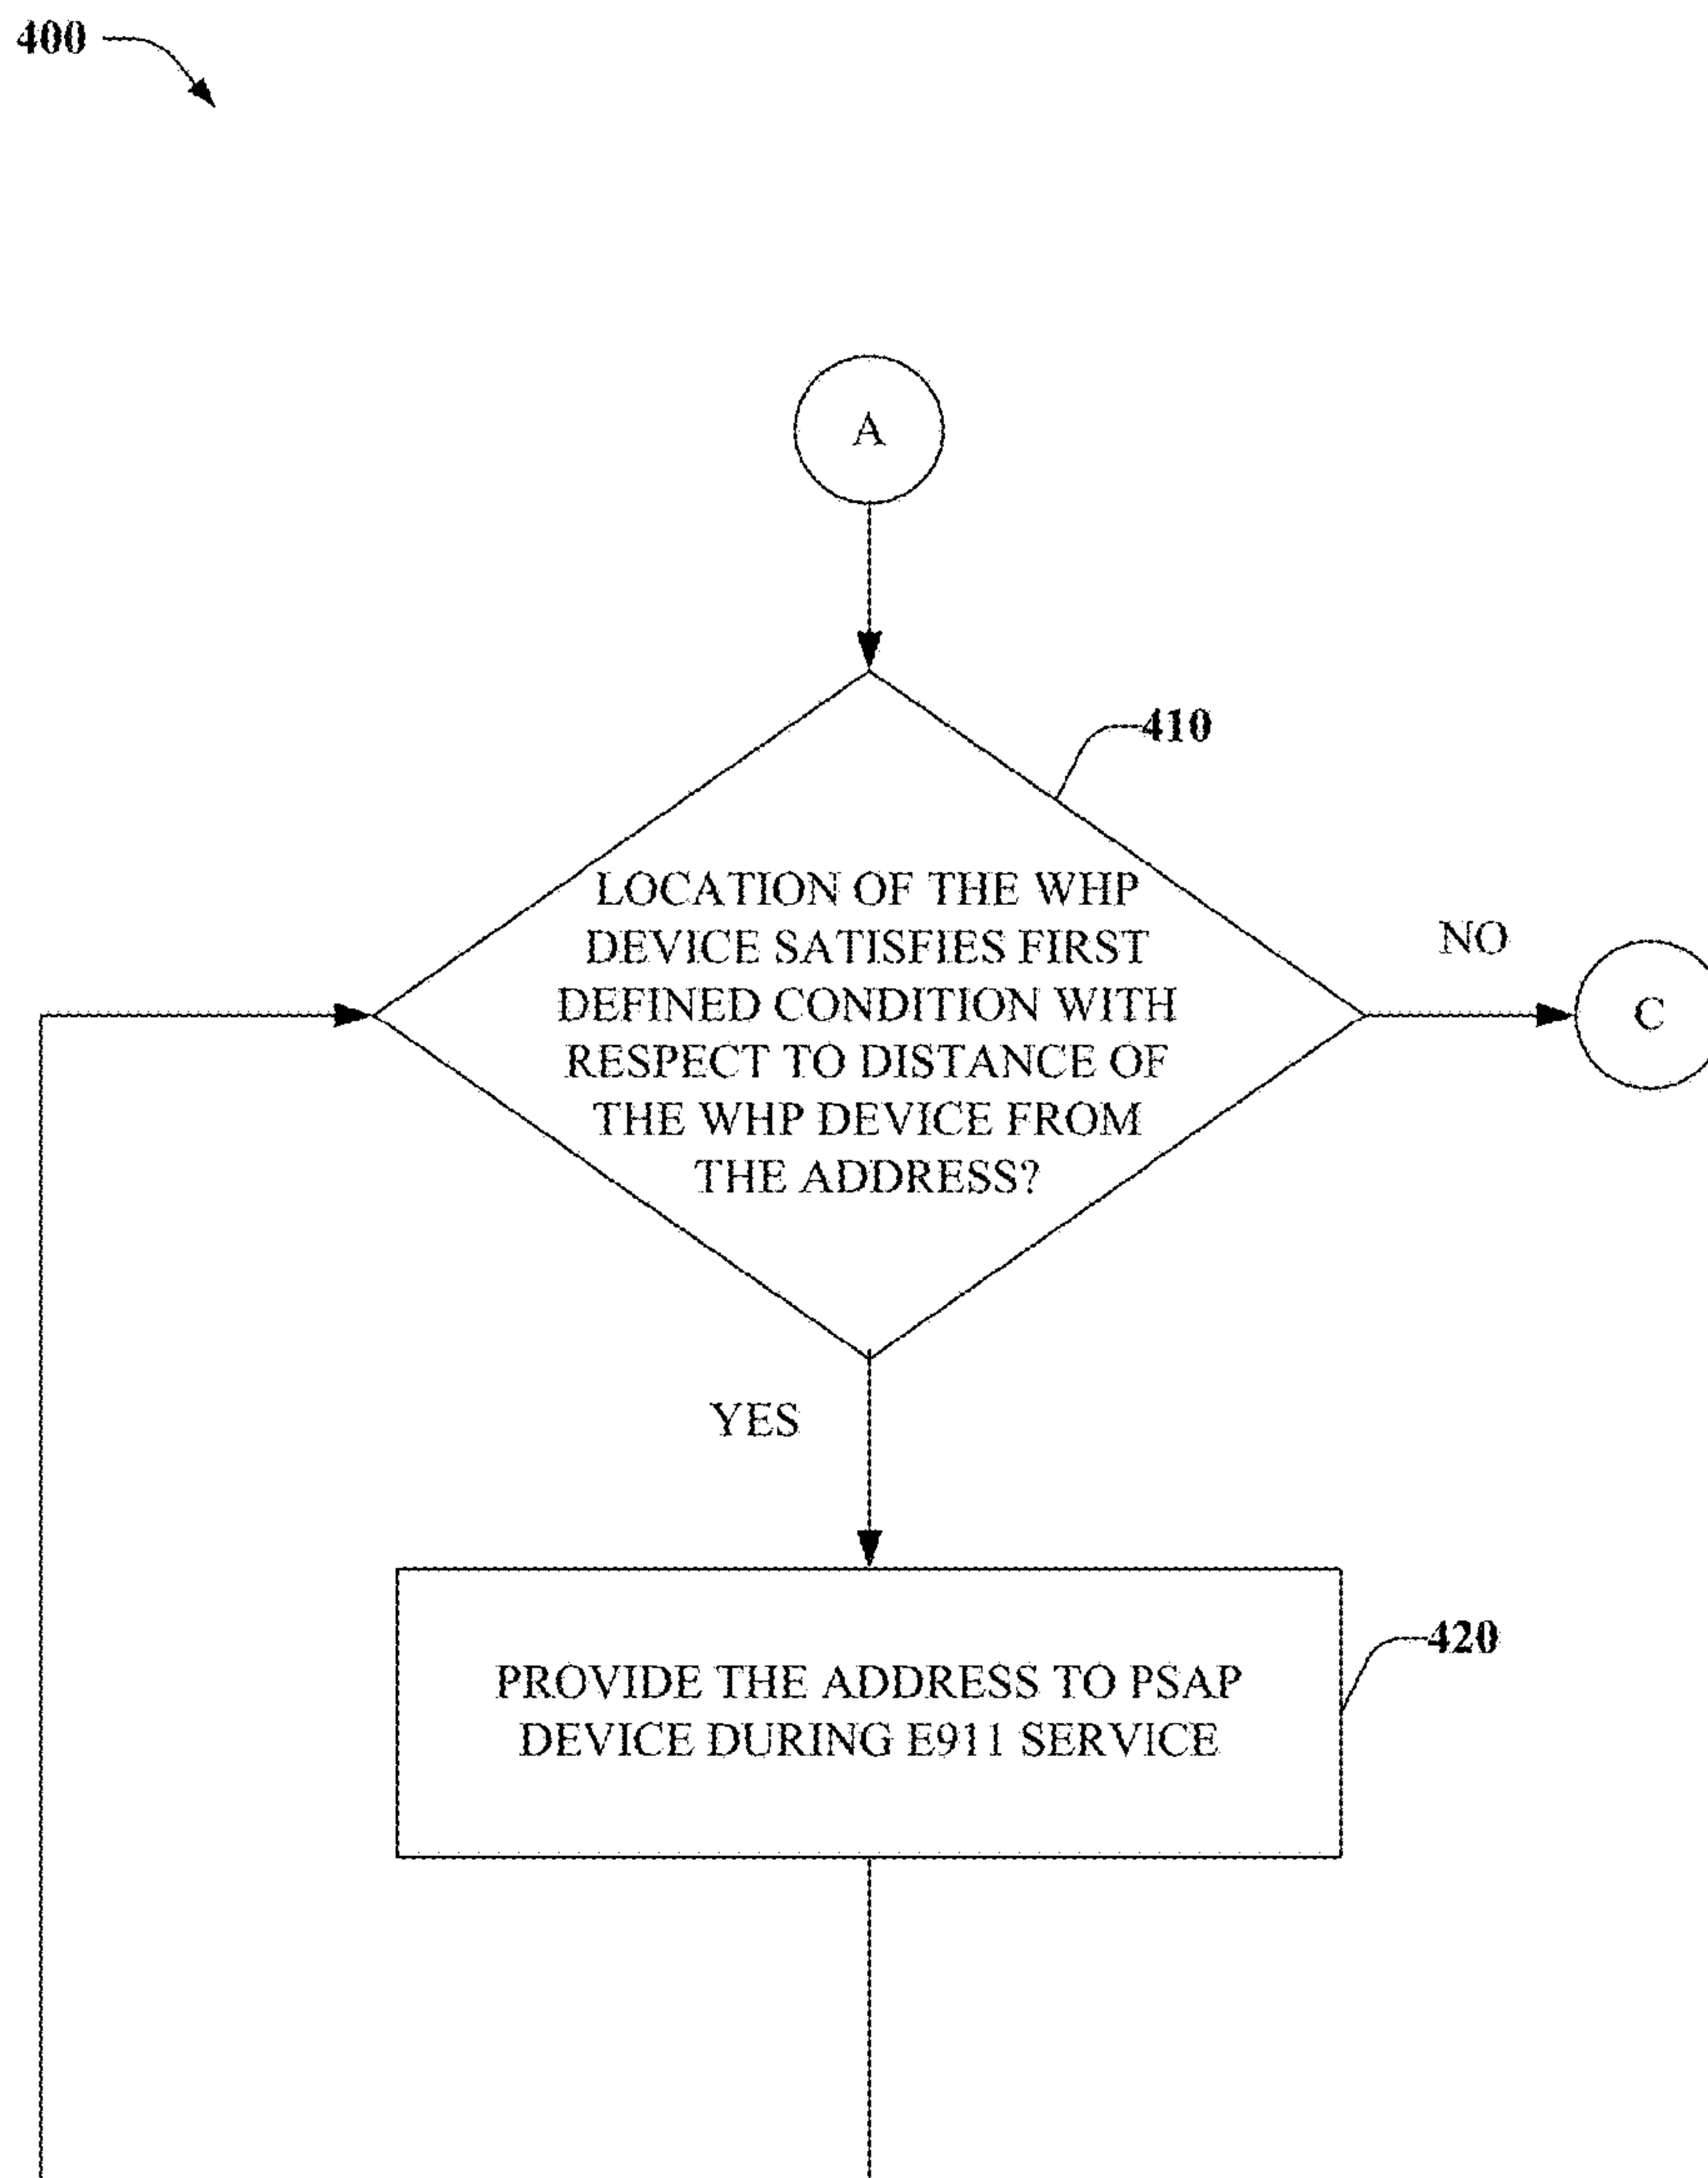 400
A
410
LOCATION OF THE WHP
DEVICE SATISFIES FIRST
DEFINED CONDITION WITH
RESPECT TO DISTANCE OF
THE WHP DEVICE FROM
THE ADDRESS?
NO
C
YES
420
PROVIDE THE ADDRESS TO PSAP
DEVICE DURING E911 SERVICE